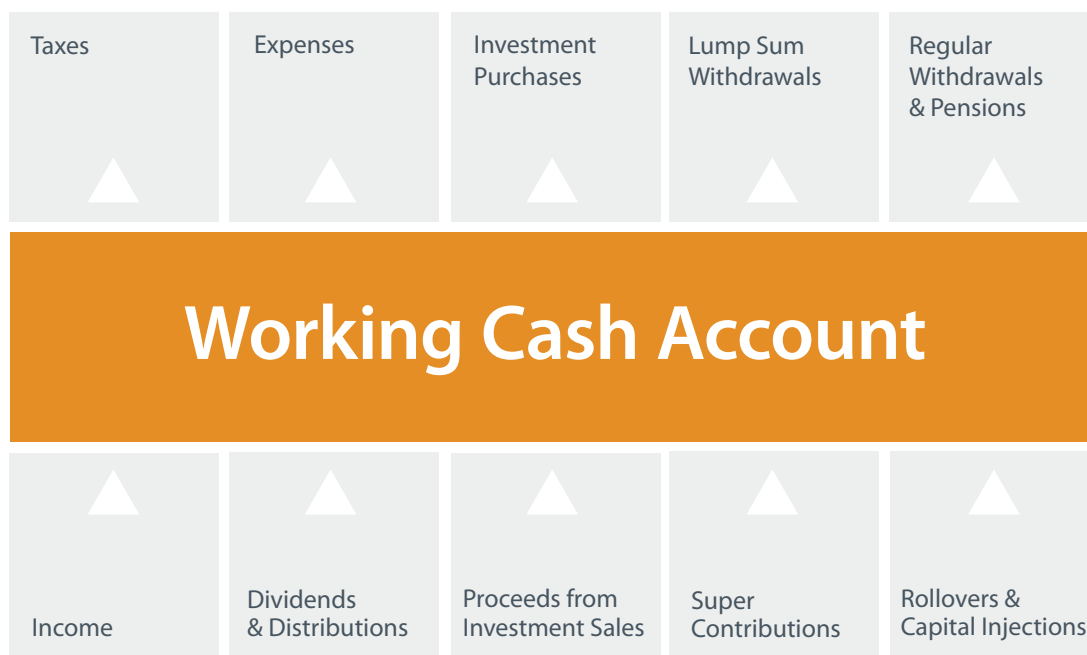 Taxes
Expenses
Investment
Purchases
Lump Sum
Withdrawals
Regular
Withdrawals
& Pensions
Working Cash Account
Income
Dividends
& Distributions
Proceeds from
Investment Sales
Super
Contributions
Rollovers &
Capital Injections